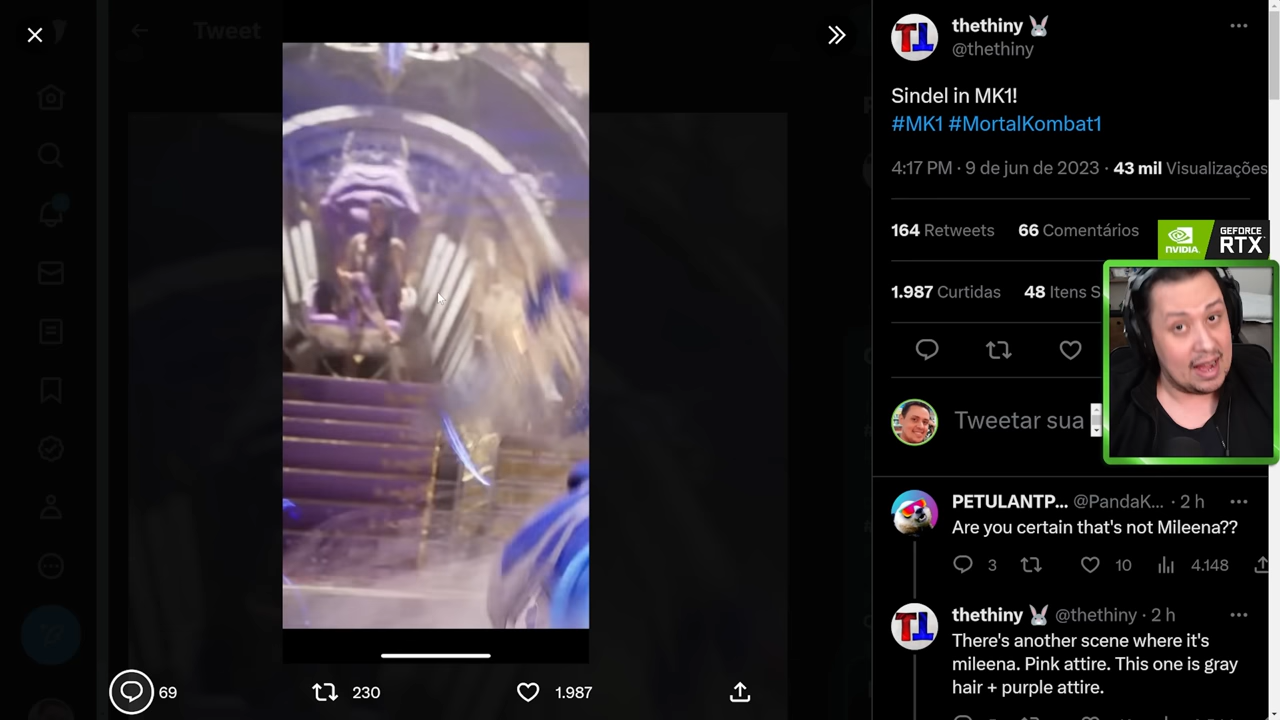 Tweet
thethiny
@thethiny
Sindel in MK1!
#MK1 #MortalKombat1
4:17 PM · 9 de jun de 2023 · 43 mil Visualizações
164 Retweets 66 Comentários
NVIDIA.
GEFORCE
RTX
1.987 Curtidas 48 Itens S
Tweetar sua
PETULANTP... @PandaK... · 2 h
Are you certain that's not Mileena??
3 10 4.148
thethiny @thethiny · 2 h
There's another scene where it's
mileena. Pink attire. This one is gray
hair + purple attire.
69 230 1.987